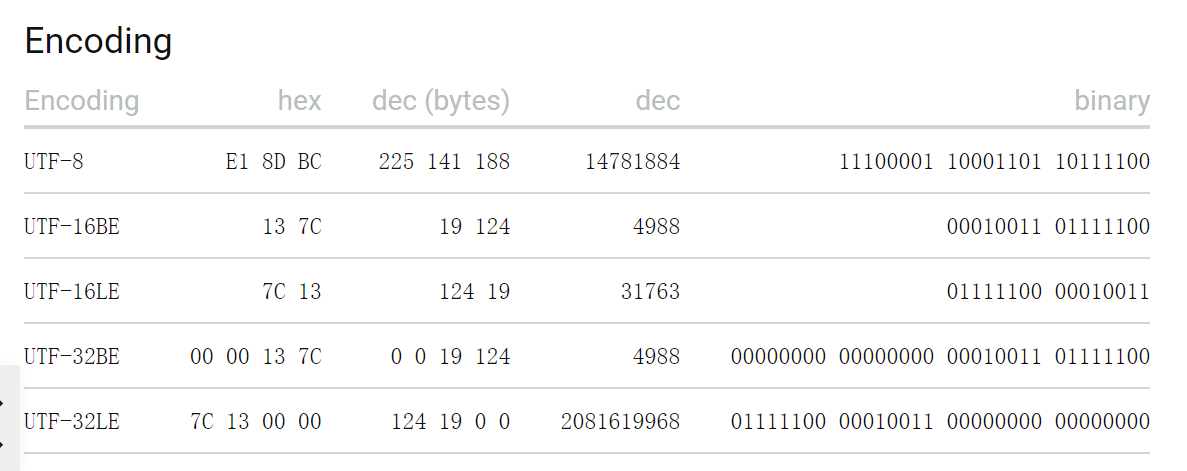 Encoding
Encoding hex dec (bytes) dec binary
UTF-8 E1 8D BC 225 141 188 14781884 11100001 10001101 10111100
UTF-16BE 13 7C 19 124 4988 00010011 01111100
UTF-16LE 7C 13 124 19 31763 01111100 00010011
UTF-32BE 00 00 13 7C 0 0 19 124 4988 00000000 00000000 00010011 01111100
UTF-32LE 7C 13 00 00 124 19 0 0 2081619968 01111100 00010011 00000000 00000000